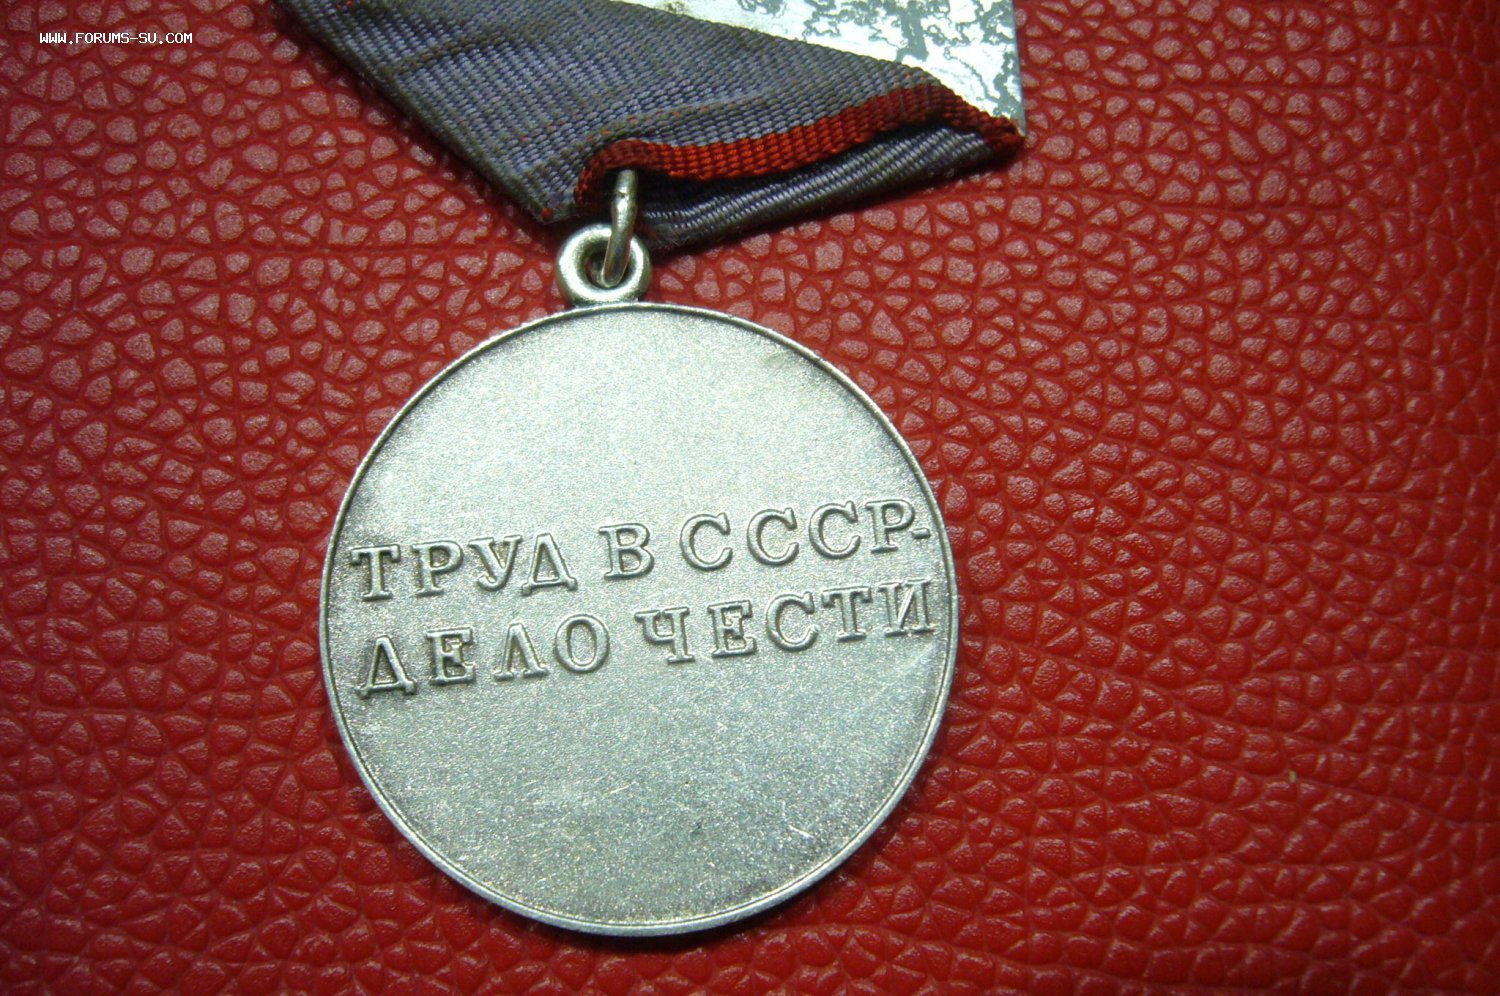 WWW.FORUMS-SU.COM
ТРУД В СССР-
ДЕЛО ЧЕСТИ